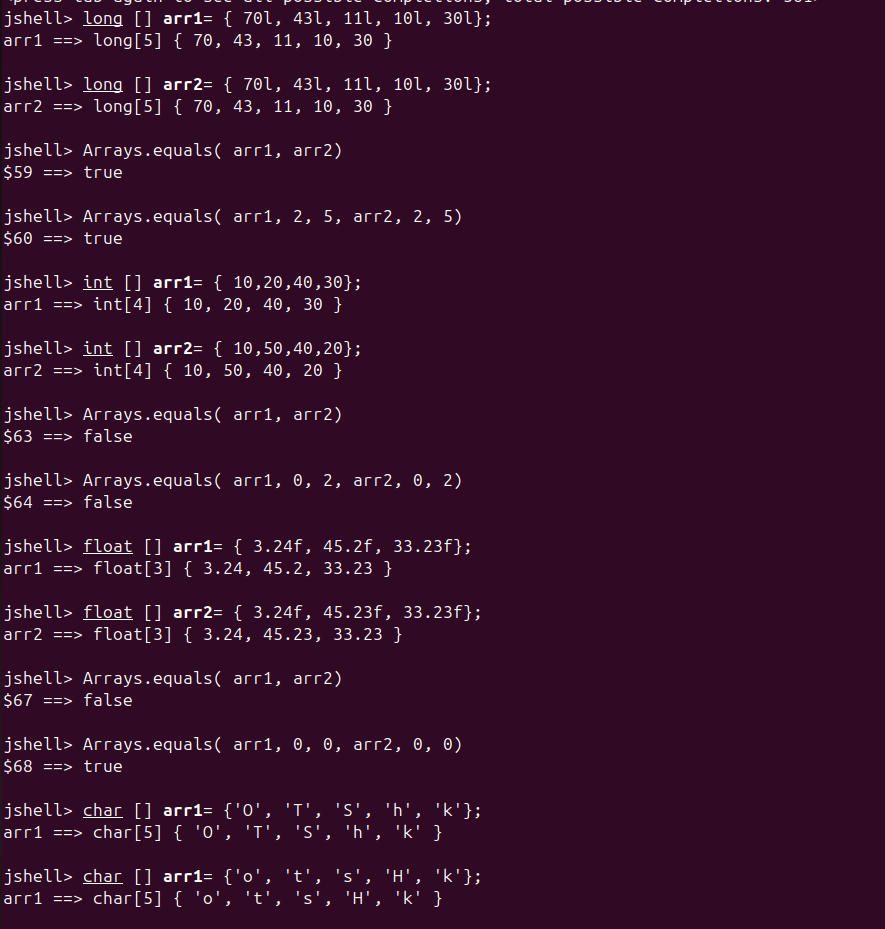 jshell> long [] arr1= { 70l, 43l, 11l, 10l, 30l};
arr1 ==> long[5] { 70, 43, 11, 10, 30 }
jshell> long [] arr2= { 70l, 43l, 11l, 10l, 30l};
arr2 ==> long[5] { 70, 43, 11, 10, 30 }
jshell> Arrays.equals( arr1, arr2)
$59 ==> true
jshell> Arrays.equals( arr1, 2, 5, arr2, 2, 5)
$60 ==> true
jshell> int [] arr1= { 10,20,40,30};
arr1 ==> int[4] { 10, 20, 40, 30 }
jshell> int [] arr2= { 10,50,40,20};
arr2 ==> int[4] { 10, 50, 40, 20 }
jshell> Arrays.equals( arr1, arr2)
$63 ==> false
jshell> Arrays.equals( arr1, 0, 2, arr2, 0, 2)
$64 ==> false
jshell> float [] arr1= { 3.24f, 45.2f, 33.23f};
arr1 ==> float[3] { 3.24, 45.2, 33.23 }
jshell> float [] arr2= { 3.24f, 45.23f, 33.23f};
arr2 ==> float[3] { 3.24, 45.23, 33.23 }
jshell> Arrays.equals( arr1, arr2)
$67 ==> false
jshell> Arrays.equals( arr1, 0, 0, arr2, 0, 0)
$68 ==> true
jshell> char [] arr1= {'O', 'T', 'S', 'h', 'k'};
arr1 ==> char[5] { 'O', 'T', 'S', 'h', 'k' }
jshell> char [] arr1= {'o', 't', 's', 'H', 'k'};
arr1 ==> char[5] { 'o', 't', 's', 'H', 'k' }